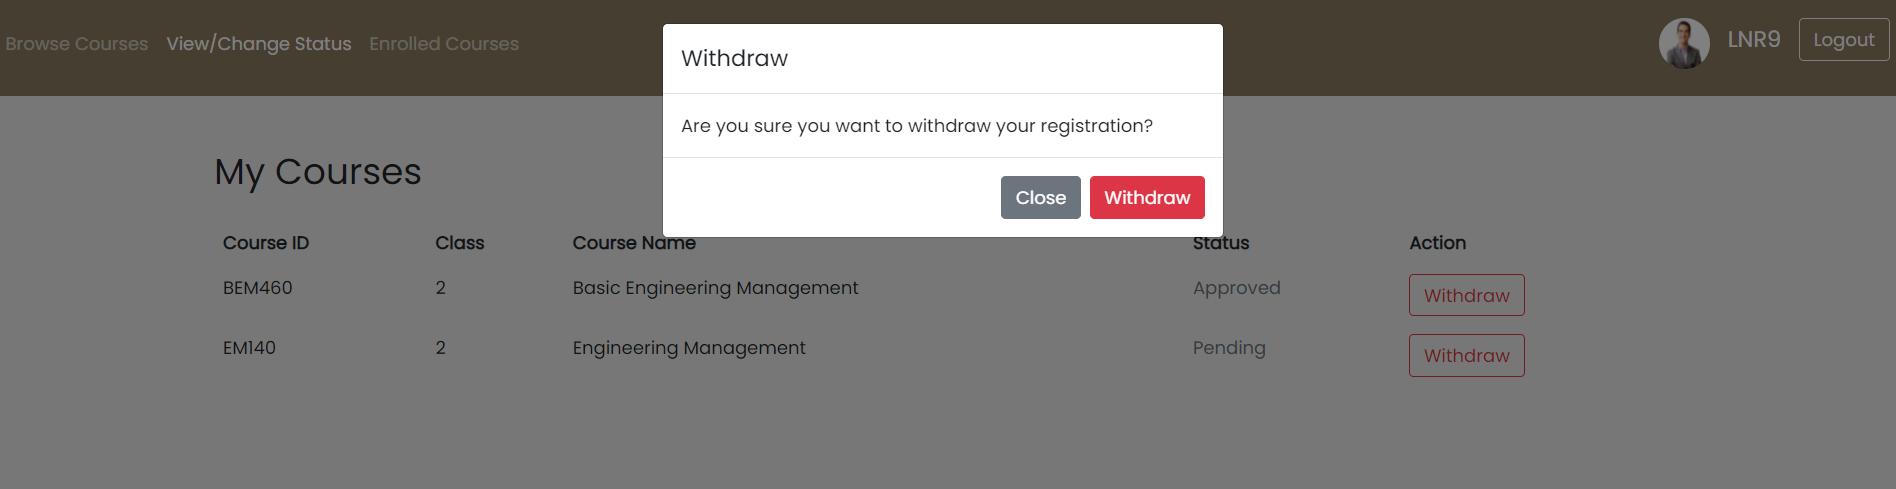 Browse Courses View/Change Status Enrolled Courses LNR9 Logout
Withdraw
Are you sure you want to withdraw your registration?
Close Withdraw
My Courses
Course ID Class Course Name Status Action
BEM460 2 Basic Engineering Management Approved Withdraw
EM140 2 Engineering Management Pending Withdraw